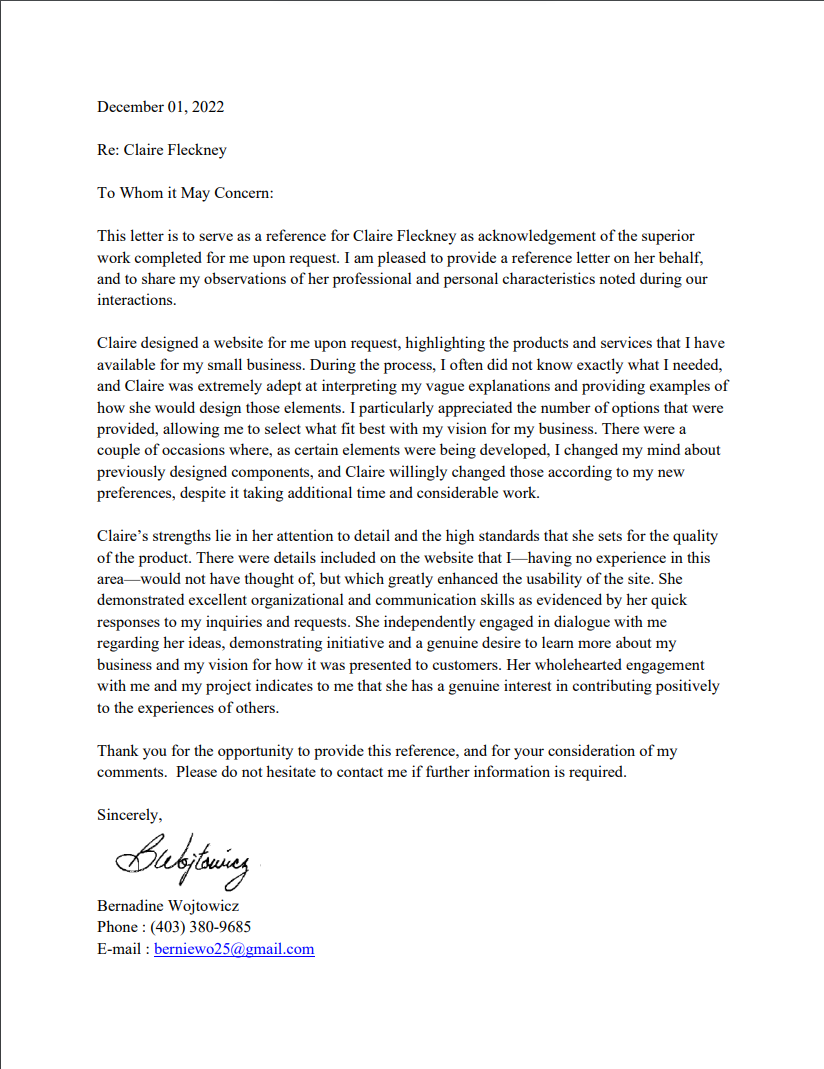 December 01, 2022
Re: Claire Fleckney
To Whom it May Concern:
This letter is to serve as a reference for Claire Fleckney as acknowledgement of the superior
work completed for me upon request. I am pleased to provide a reference letter on her behalf,
and to share my observations of her professional and personal characteristics noted during our
interactions.
Claire designed a website for me upon request, highlighting the products and services that I have
available for my small business. During the process, I often did not know exactly what I needed,
and Claire was extremely adept at interpreting my vague explanations and providing examples of
how she would design those elements. I particularly appreciated the number of options that were
provided, allowing me to select what fit best with my vision for my business. There were a
couple of occasions where, as certain elements were being developed, I changed my mind about
previously designed components, and Claire willingly changed those according to my new
preferences, despite it taking additional time and considerable work.
Claire’s strengths lie in her attention to detail and the high standards that she sets for the quality
of the product. There were details included on the website that I—having no experience in this
area—would not have thought of, but which greatly enhanced the usability of the site. She
demonstrated excellent organizational and communication skills as evidenced by her quick
responses to my inquiries and requests. She independently engaged in dialogue with me
regarding her ideas, demonstrating initiative and a genuine desire to learn more about my
business and my vision for how it was presented to customers. Her wholehearted engagement
with me and my project indicates to me that she has a genuine interest in contributing positively
to the experiences of others.
Thank you for the opportunity to provide this reference, and for your consideration of my
comments.  Please do not hesitate to contact me if further information is required.
Sincerely,
BWojtowicz
Bernadine Wojtowicz
Phone : (403) 380-9685
E-mail : berniewo25@gmail.com